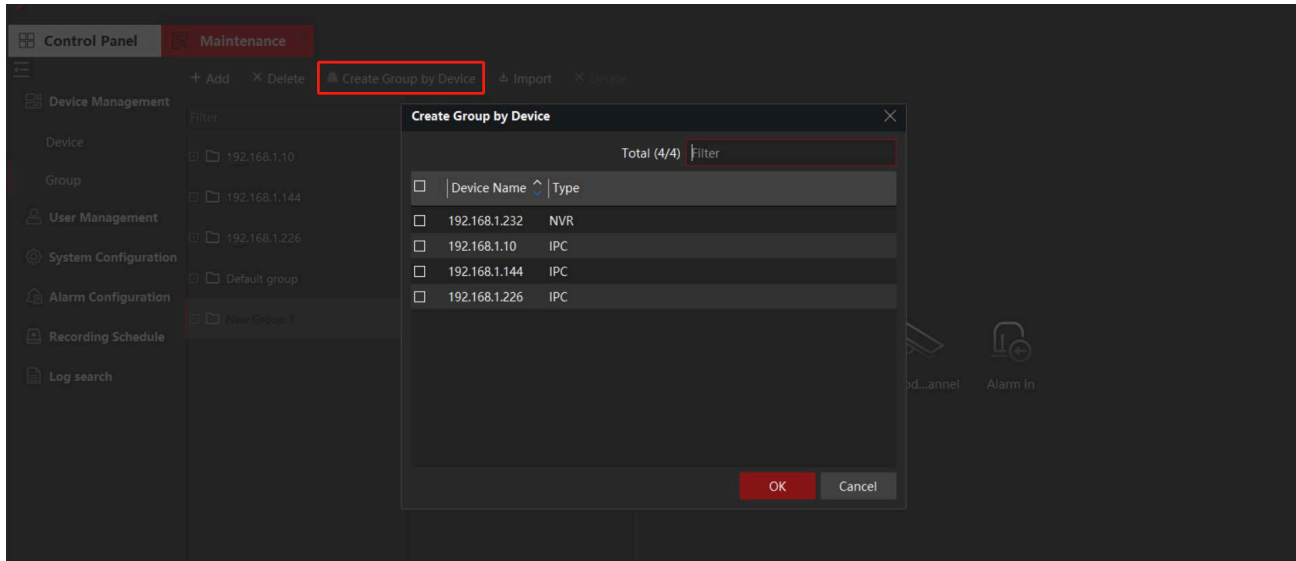 Control Panel
Maintenance
+ Add × Delete Create Group by Device Import × Delete
Device Management
Filter
Device
Group
User Management
System Configuration
Alarm Configuration
Recording Schedule
Log search
192.168.1.10
192.168.1.144
192.168.1.226
Default group
New Group 1
Create Group by Device
Total (4/4) Filter
Device Name Type
192.168.1.232 NVR
192.168.1.10 IPC
192.168.1.144 IPC
192.168.1.226 IPC
OK Cancel
od...annel Alarm In